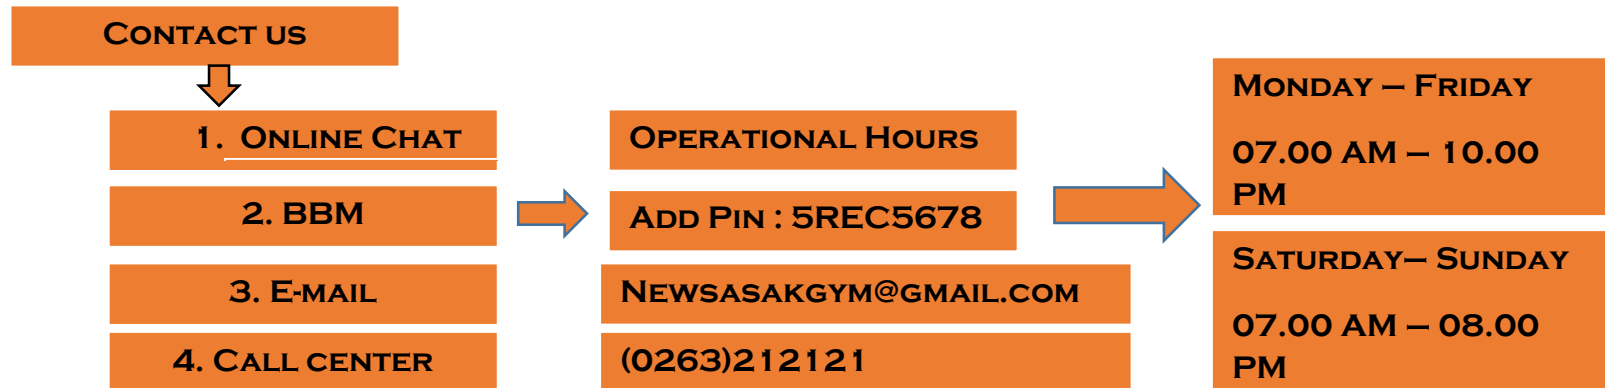 Contact us
1. Online Chat
2. BBM
3. E-mail
4. Call center
Operational Hours
Add Pin : 5REC5678
Newsasakgym@gmail.com
(0263)212121
Monday – Friday
07.00 AM – 10.00
PM
Saturday– Sunday
07.00 AM – 08.00
PM